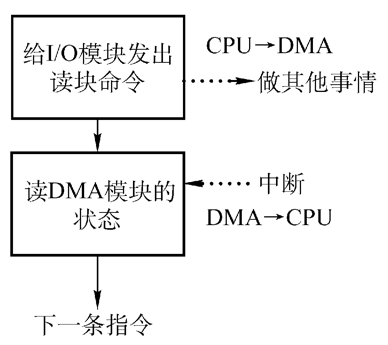 给I/O模块发出
读块命令
CPU→DMA
做其他事情
读DMA模块的
状态
中断
DMA→CPU
下一条指令